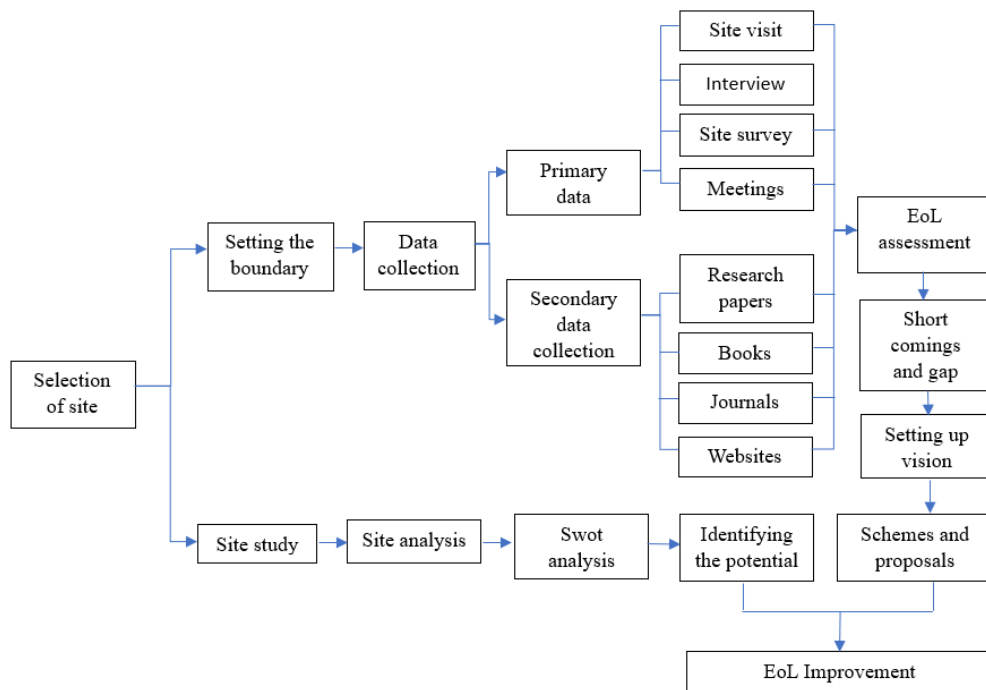 Site visit
Interview
Site survey
Meetings
Primary
data
Setting the
boundary
Data
collection
Secondary
data
collection
Research
papers
Books
Journals
Websites
EoL
assessment
Short
comings
and gap
Setting up
vision
Selection
of site
Site study
Site analysis
Swot
analysis
Identifying
the potential
Schemes and
proposals
EoL Improvement